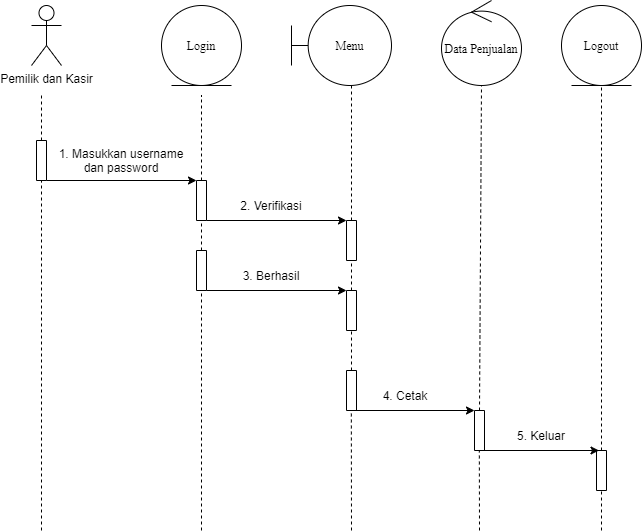 Login
Menu
Data Penjualan
Logout
Pemilik dan Kasir
1. Masukkan username
dan password
2. Verifikasi
3. Berhasil
4. Cetak
5. Keluar